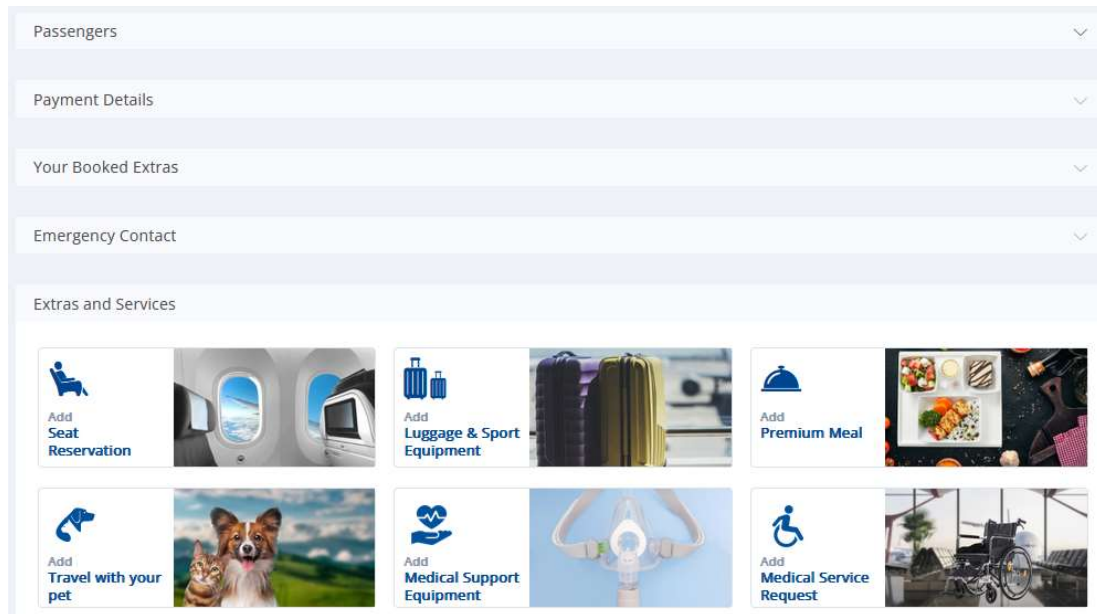 Passengers
Payment Details
Your Booked Extras
Emergency Contact
Extras and Services
Add
Seat
Reservation
Add
Luggage & Sport
Equipment
Add
Premium Meal
Add
Travel with your
pet
Add
Medical Support
Equipment
Add
Medical Service
Request